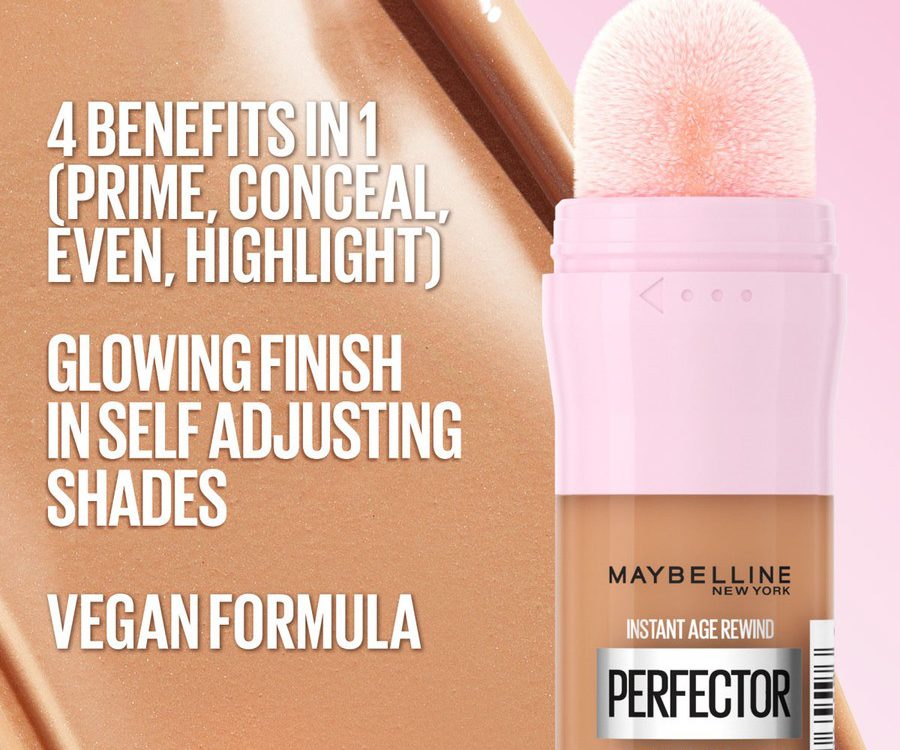 4 BENEFITS IN 1
(PRIME, CONCEAL,
EVEN, HIGHLIGHT)
GLOWING FINISH
IN SELF ADJUSTING
SHADES
VEGAN FORMULA
MAYBELLINE
NEW YORK
INSTANT AGE REWIND
PERFECTOR